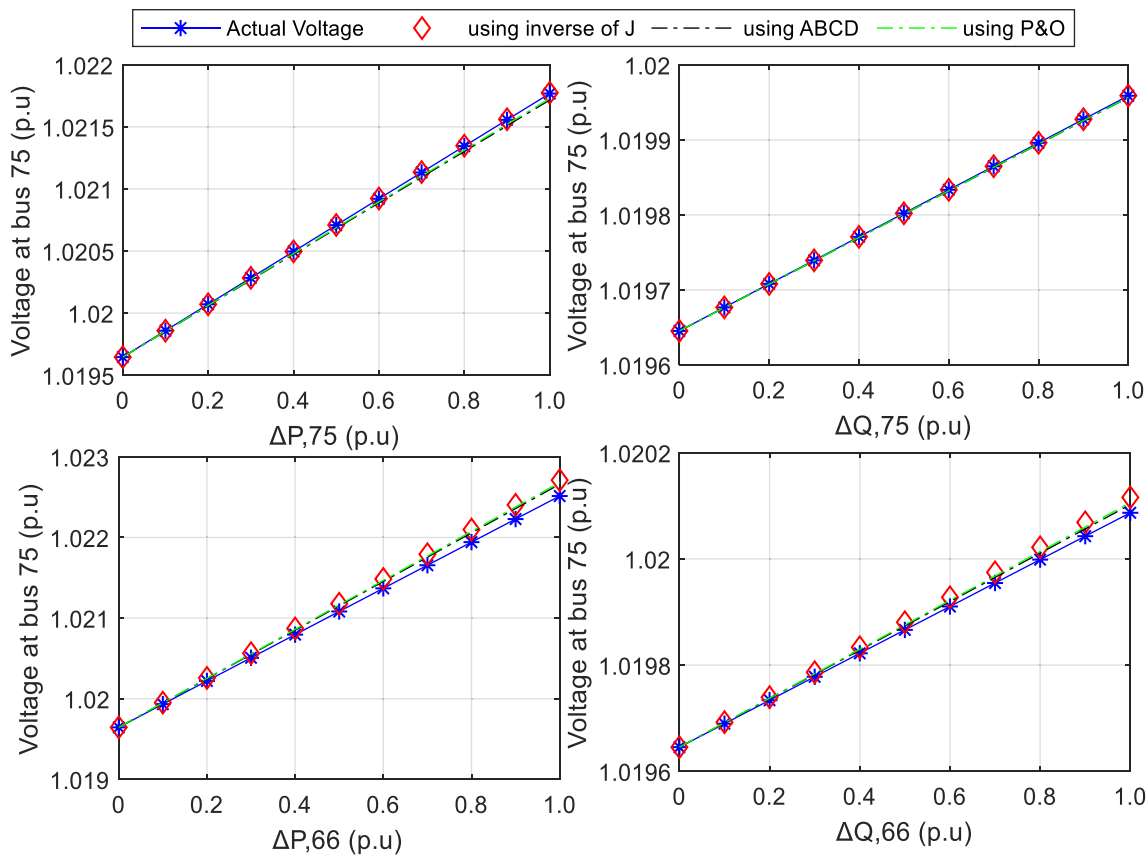 Actual Voltage using inverse of J using ABCD using P&O
Voltage at bus 75 (p.u)
1.022
1.0215
1.021
1.0205
1.02
1.0195
0 0.2 0.4 0.6 0.8 1.0
ΔP,75 (p.u)
Voltage at bus 75 (p.u)
1.02
1.0199
1.0198
1.0197
1.0196
0 0.2 0.4 0.6 0.8 1.0
ΔQ,75 (p.u)
Voltage at bus 75 (p.u)
1.023
1.022
1.021
1.02
1.019
0 0.2 0.4 0.6 0.8 1.0
ΔP,66 (p.u)
Voltage at bus 75 (p.u)
1.0202
1.02
1.0198
1.0196
0 0.2 0.4 0.6 0.8 1.0
ΔQ,66 (p.u)